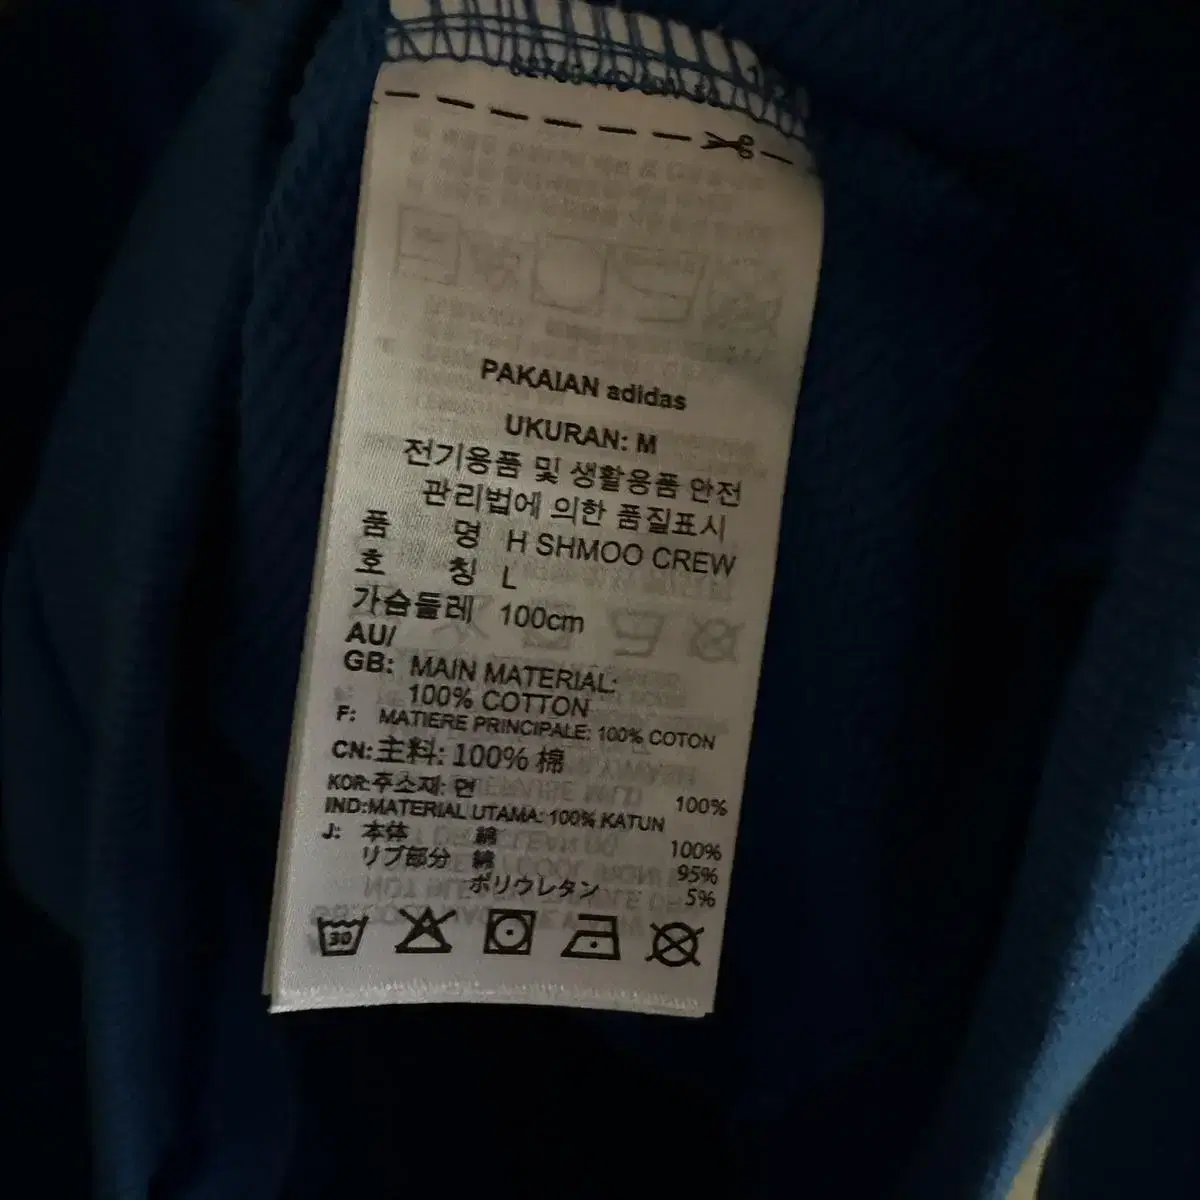 PAKAIAN adidas
UKURAN: M
전기용품 및 생활용품 안전
관리법에 의한 품질표시
품 명 H SHMOO CREW
호 칭 L
가슴둘레 100cm
AU/
GB: MAIN MATERIAL:
100% COTTON
F: MATIERE PRINCIPALE: 100% COTON
CN: 主料: 100% 棉
KOR: 주소재: 면 100%
IND: MATERIAL UTAMA: 100% KATUN
J: 本体 綿 100%
リブ部分 綿 95%
ポリウレタン 5%
30